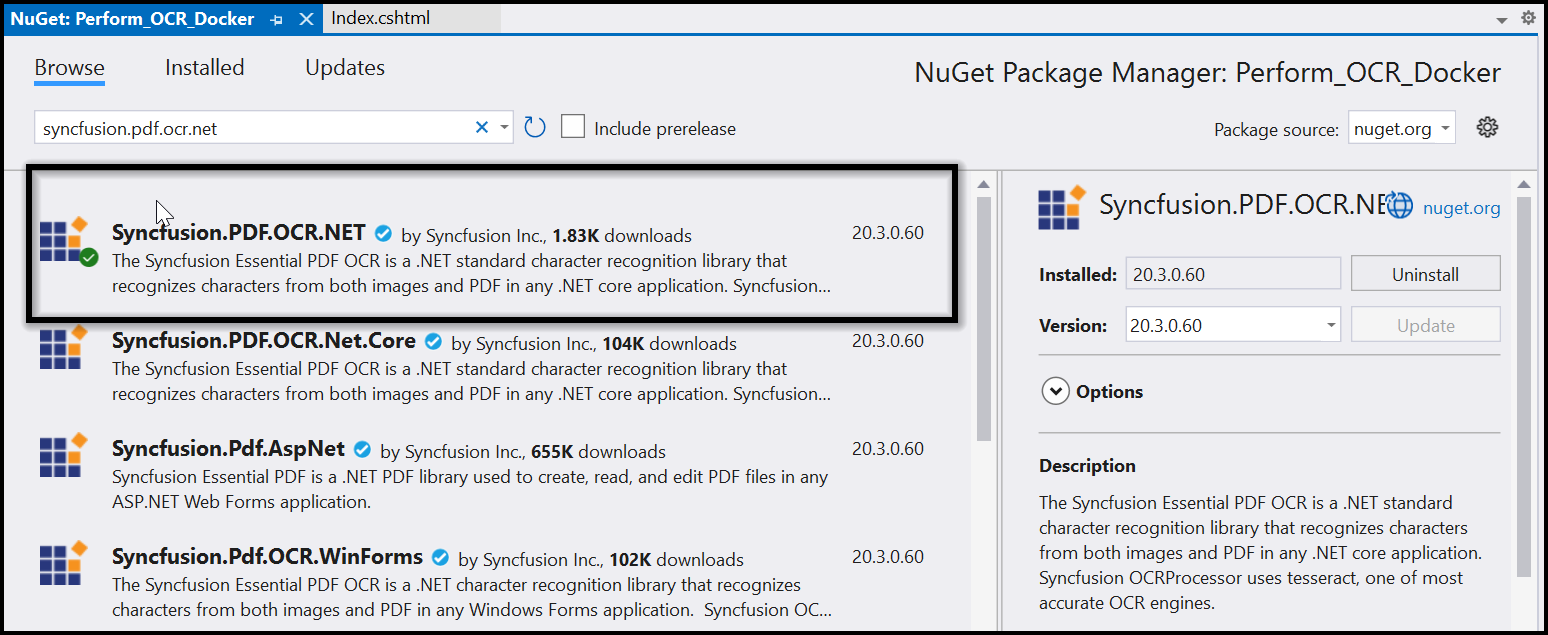 NuGet: Perform_OCR_Docker
Index.cshtml
Browse
Installed
Updates
NuGet Package Manager: Perform_OCR_Docker
syncfusion.pdf.ocr.net
Include prerelease
Package source:
nuget.org
Syncfusion.PDF.OCR.NET by Syncfusion Inc., 1.83K downloads
20.3.0.60
The Syncfusion Essential PDF OCR is a .NET standard character recognition library that
recognizes characters from both images and PDF in any .NET core application. Syncfusion...
Syncfusion.PDF.OCR.Net.Core by Syncfusion Inc., 104K downloads
20.3.0.60
The Syncfusion Essential PDF OCR is a .NET standard character recognition library that
recognizes characters from both images and PDF in any .NET core application. Syncfusion...
Syncfusion.Pdf.AspNet by Syncfusion Inc., 655K downloads
20.3.0.60
Syncfusion Essential PDF is a .NET PDF library used to create, read, and edit PDF files in any
ASP.NET Web Forms application.
Syncfusion.Pdf.OCR.WinForms by Syncfusion Inc., 102K downloads
20.3.0.60
The Syncfusion Essential PDF OCR is a .NET character recognition library that recognizes
characters from both images and PDF in any Windows Forms application. Syncfusion OC...
Syncfusion.PDF.OCR.NE
nuget.org
Installed:
20.3.0.60
Uninstall
Version:
20.3.0.60
Update
Options
Description
The Syncfusion Essential PDF OCR is a .NET standard
character recognition library that recognizes characters
from both images and PDF in any .NET core application.
Syncfusion OCRProcessor uses tesseract, one of most
accurate OCR engines.